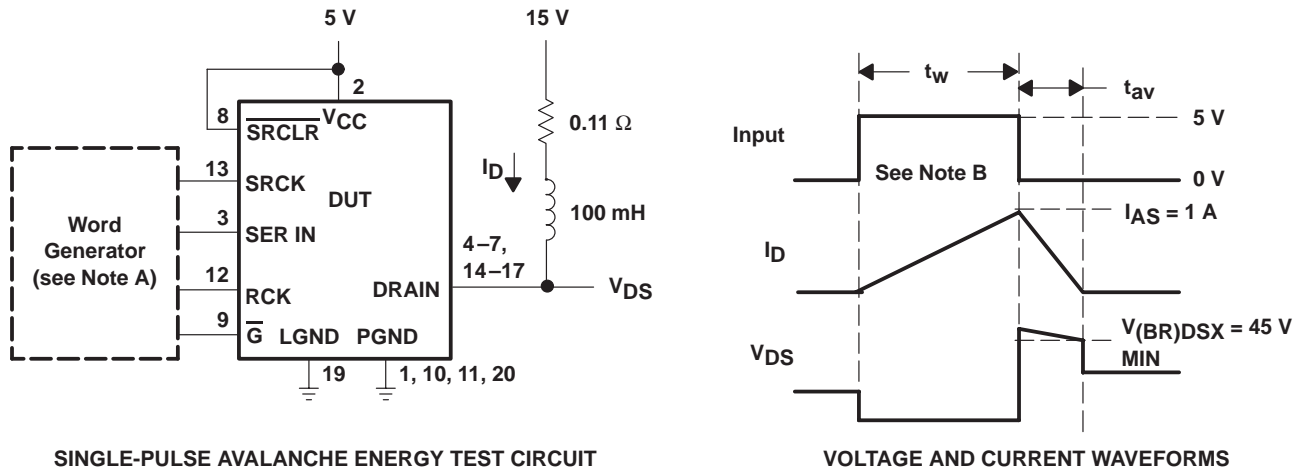 5 V
15 V
2
8
SRCLR
VCC
0.11 Ω
ID
13
SRCK
DUT
100 mH
Word
Generator
(see Note A)
3
SER IN
4–7,
14–17
12
RCK
DRAIN
VDS
9
G
LGND
PGND
19
1, 10, 11, 20
SINGLE-PULSE AVALANCHE ENERGY TEST CIRCUIT
tw
tav
Input
5 V
See Note B
0 V
IAS = 1 A
ID
V(BR)DSX = 45 V
MIN
VDS
VOLTAGE AND CURRENT WAVEFORMS